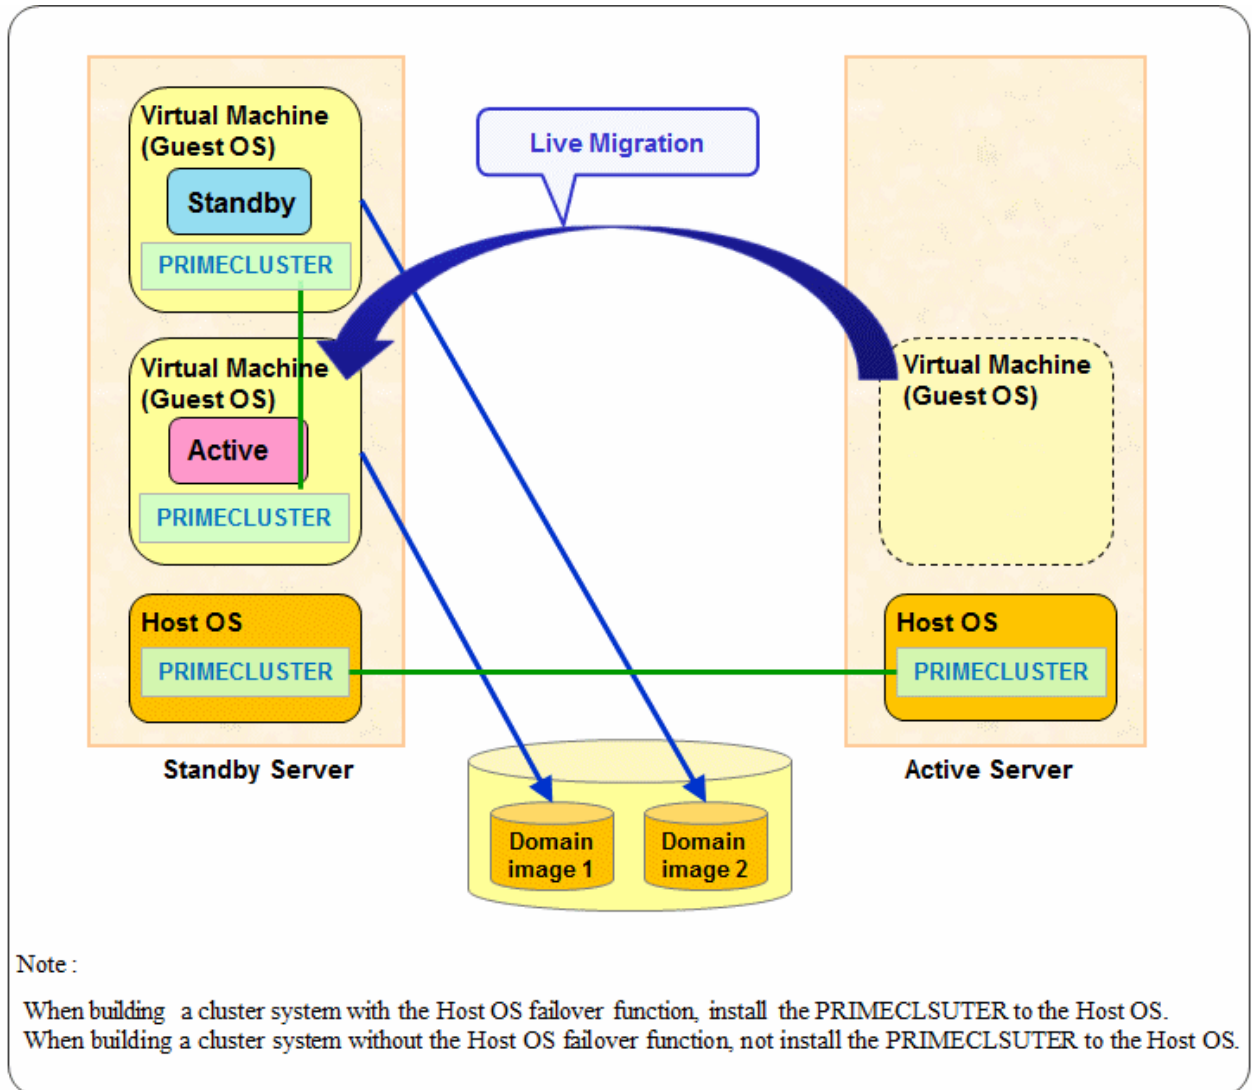 Virtual Machine
(Guest OS)
Standby
PRIMECLUSTER
Virtual Machine
(Guest OS)
Active
PRIMECLUSTER
Host OS
PRIMECLUSTER
Standby Server
Live Migration
Virtual Machine
(Guest OS)
Host OS
PRIMECLUSTER
Active Server
Domain
image 1
Domain
image 2
Note :
When building a cluster system with the Host OS failover function, install the PRIMECLSUTER to the Host OS.
When building a cluster system without the Host OS failover function, not install the PRIMECLSUTER to the Host OS.